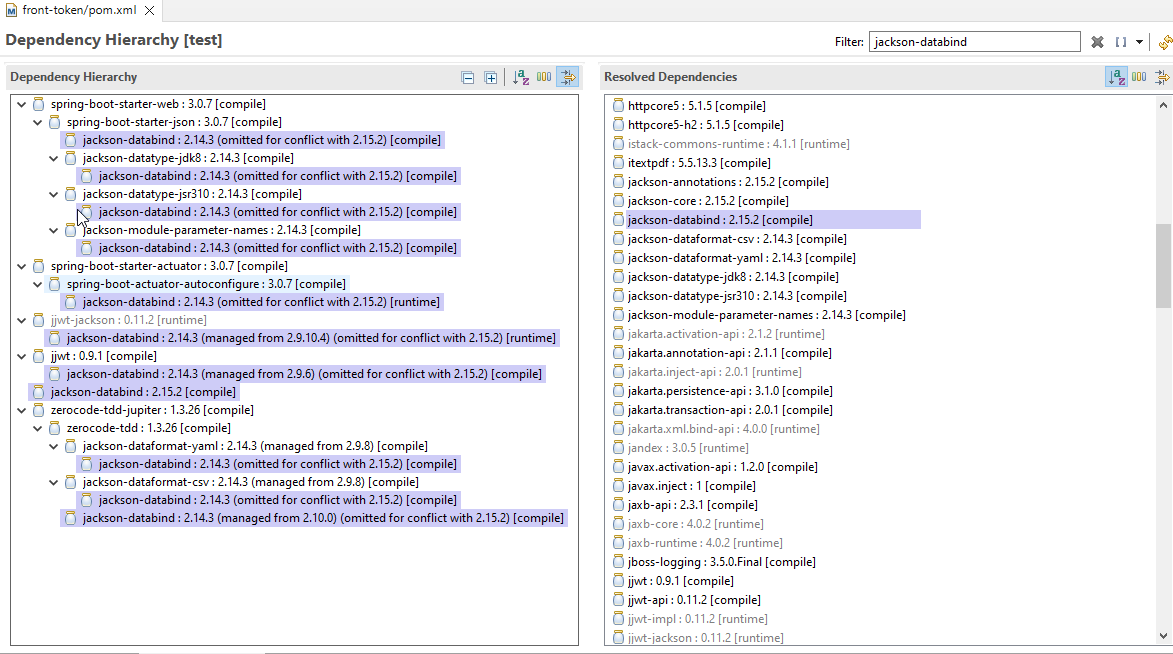 front-token/pom.xml
Dependency Hierarchy [test]
Filter: jackson-databind
Dependency Hierarchy
spring-boot-starter-web : 3.0.7 [compile]
spring-boot-starter-json : 3.0.7 [compile]
jackson-databind : 2.14.3 (omitted for conflict with 2.15.2) [compile]
jackson-datatype-jdk8 : 2.14.3 [compile]
jackson-databind : 2.14.3 (omitted for conflict with 2.15.2) [compile]
jackson-datatype-jsr310 : 2.14.3 [compile]
jackson-databind : 2.14.3 (omitted for conflict with 2.15.2) [compile]
jackson-module-parameter-names : 2.14.3 [compile]
jackson-databind : 2.14.3 (omitted for conflict with 2.15.2) [compile]
spring-boot-starter-actuator : 3.0.7 [compile]
spring-boot-actuator-autoconfigure : 3.0.7 [compile]
jackson-databind : 2.14.3 (omitted for conflict with 2.15.2) [runtime]
jjwt-jackson : 0.11.2 [runtime]
jackson-databind : 2.14.3 (managed from 2.9.10.4) (omitted for conflict with 2.15.2) [runtime]
jjwt : 0.9.1 [compile]
jackson-databind : 2.14.3 (managed from 2.9.6) (omitted for conflict with 2.15.2) [compile]
jackson-databind : 2.15.2 [compile]
zerocode-tdd-jupiter : 1.3.26 [compile]
zerocode-tdd : 1.3.26 [compile]
jackson-dataformat-yaml : 2.14.3 (managed from 2.9.8) [compile]
jackson-databind : 2.14.3 (omitted for conflict with 2.15.2) [compile]
jackson-dataformat-csv : 2.14.3 (managed from 2.9.8) [compile]
jackson-databind : 2.14.3 (omitted for conflict with 2.15.2) [compile]
jackson-databind : 2.14.3 (managed from 2.10.0) (omitted for conflict with 2.15.2) [compile]
Resolved Dependencies
httpcore5 : 5.1.5 [compile]
httpcore5-h2 : 5.1.5 [compile]
istack-commons-runtime : 4.1.1 [runtime]
itextpdf : 5.5.13.3 [compile]
jackson-annotations : 2.15.2 [compile]
jackson-core : 2.15.2 [compile]
jackson-databind : 2.15.2 [compile]
jackson-dataformat-csv : 2.14.3 [compile]
jackson-dataformat-yaml : 2.14.3 [compile]
jackson-datatype-jdk8 : 2.14.3 [compile]
jackson-datatype-jsr310 : 2.14.3 [compile]
jackson-module-parameter-names : 2.14.3 [compile]
jakarta.activation-api : 2.1.2 [runtime]
jakarta.annotation-api : 2.1.1 [compile]
jakarta.inject-api : 2.0.1 [runtime]
jakarta.persistence-api : 3.1.0 [compile]
jakarta.transaction-api : 2.0.1 [compile]
jakarta.xml.bind-api : 4.0.0 [runtime]
jandex : 3.0.5 [runtime]
javax.activation-api : 1.2.0 [compile]
javax.inject : 1 [compile]
jaxb-api : 2.3.1 [compile]
jaxb-core : 4.0.2 [runtime]
jaxb-runtime : 4.0.2 [runtime]
jboss-logging : 3.5.0.Final [compile]
jjwt : 0.9.1 [compile]
jjwt-api : 0.11.2 [compile]
jjwt-impl : 0.11.2 [runtime]
jjwt-jackson : 0.11.2 [runtime]